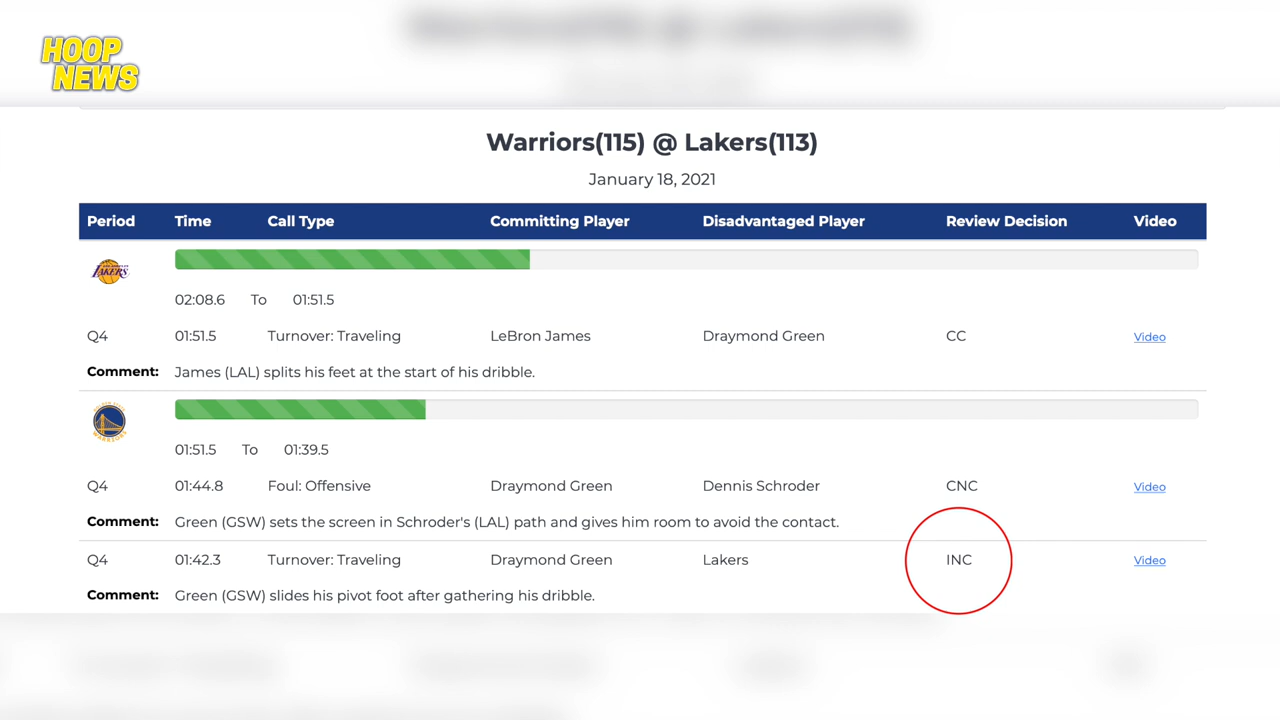 HOOP
NEWS
Warriors(115) @ Lakers(113)
January 18, 2021
Period Time Call Type Committing Player Disadvantaged Player Review Decision Video
LAKERS
02:08.6 To 01:51.5
Q4 01:51.5 Turnover: Traveling LeBron James Draymond Green CC Video
Comment: James (LAL) splits his feet at the start of his dribble.
WARRIORS
01:51.5 To 01:39.5
Q4 01:44.8 Foul: Offensive Draymond Green Dennis Schroder CNC Video
Comment: Green (GSW) sets the screen in Schroder's (LAL) path and gives him room to avoid the contact.
Q4 01:42.3 Turnover: Traveling Draymond Green Lakers INC Video
Comment: Green (GSW) slides his pivot foot after gathering his dribble.